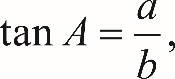 tan A = a/b,